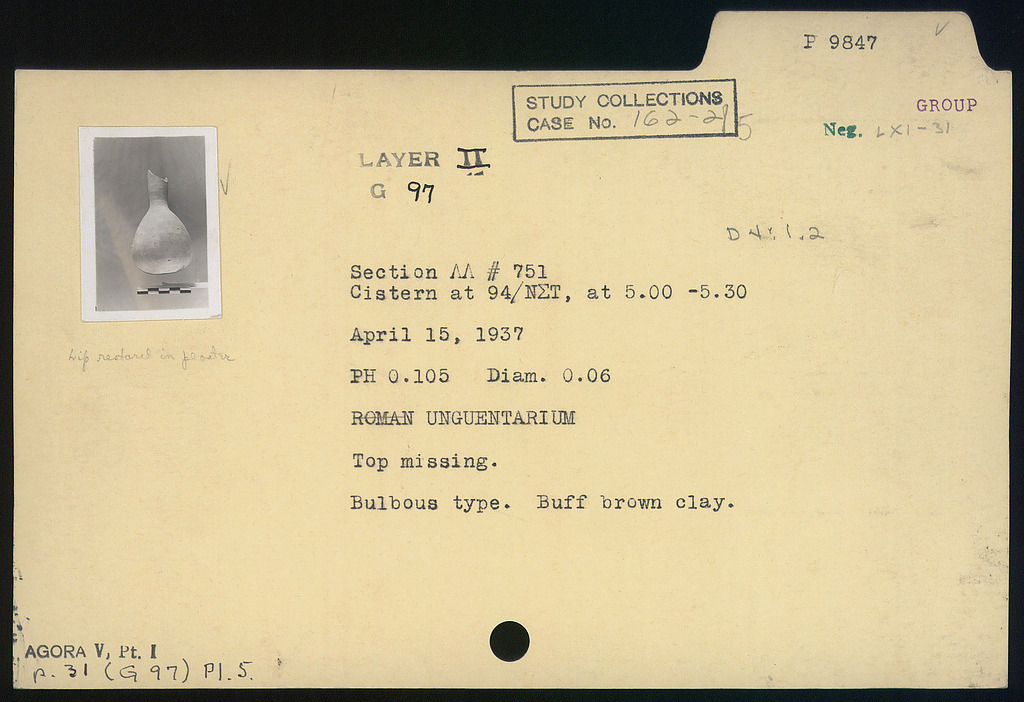 P 9847
STUDY COLLECTIONS
CASE No. 162-2/5
GROUP
Neg. LXI-31
LAYER II
G 97
D 4:1.2
Section ΛΛ # 751
Cistern at 94/ΝΣΤ, at 5.00 -5.30
April 15, 1937
PH 0.105 Diam. 0.06
ROMAN UNGUENTARIUM
Top missing.
Bulbous type. Buff brown clay.
Lip restored in plaster
AGORA V, Pt. I
p. 31 (G 97) Pl. 5.